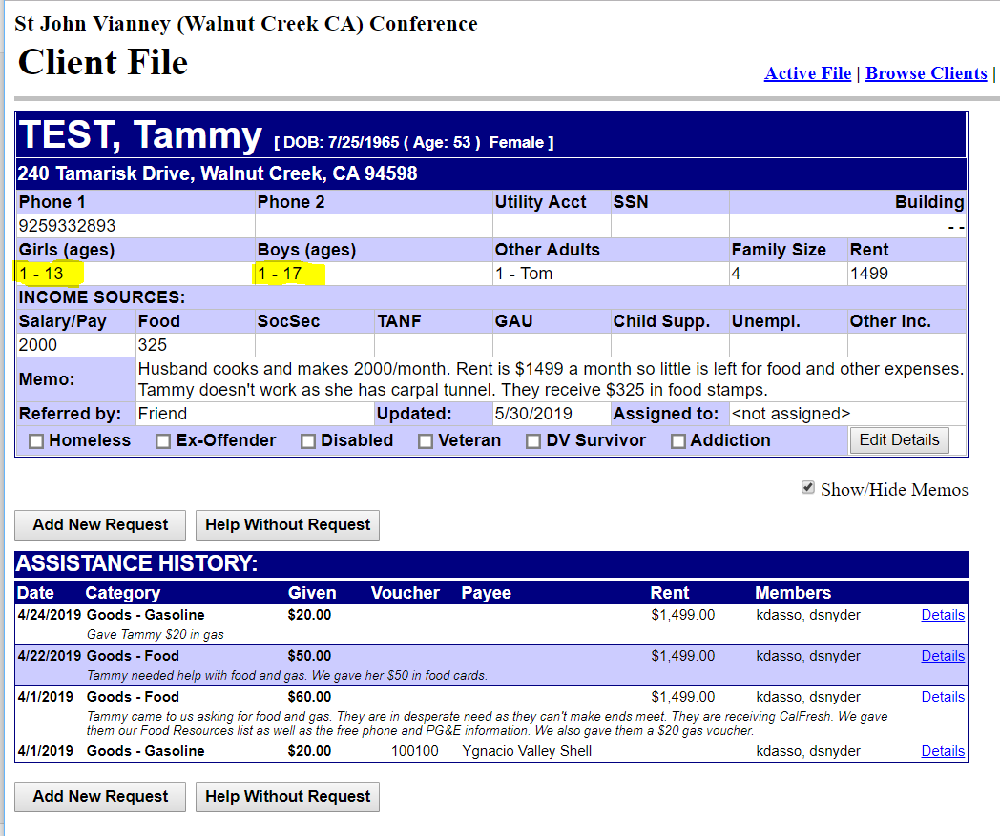 St John Vianney (Walnut Creek CA) Conference
Client File
Active File | Browse Clients |
TEST, Tammy [ DOB: 7/25/1965 ( Age: 53 ) Female ]
240 Tamarisk Drive, Walnut Creek, CA 94598
Phone 1 Phone 2 Utility Acct SSN Building
9259332893 - -
Girls (ages) Boys (ages) Other Adults Family Size Rent
1 - 13 1 - 17 1 - Tom 4 1499
INCOME SOURCES:
Salary/Pay Food SocSec TANF GAU Child Supp. Unempl. Other Inc.
2000 325
Memo: Husband cooks and makes 2000/month. Rent is $1499 a month so little is left for food and other expenses.
Tammy doesn't work as she has carpal tunnel. They receive $325 in food stamps.
Referred by: Friend Updated: 5/30/2019 Assigned to: <not assigned>
Homeless Ex-Offender Disabled Veteran DV Survivor Addiction Edit Details
Show/Hide Memos
Add New Request Help Without Request
ASSISTANCE HISTORY:
Date Category Given Voucher Payee Rent Members
4/24/2019 Goods - Gasoline $20.00 $1,499.00 kdasso, dsnyder Details
Gave Tammy $20 in gas
4/22/2019 Goods - Food $50.00 $1,499.00 kdasso, dsnyder Details
Tammy needed help with food and gas. We gave her $50 in food cards.
4/1/2019 Goods - Food $60.00 $1,499.00 kdasso, dsnyder Details
Tammy came to us asking for food and gas. They are in desperate need as they can't make ends meet. They are receiving CalFresh. We gave
them our Food Resources list as well as the free phone and PG&E information. We also gave them a $20 gas voucher.
4/1/2019 Goods - Gasoline $20.00 100100 Ygnacio Valley Shell kdasso, dsnyder Details
Add New Request Help Without Request